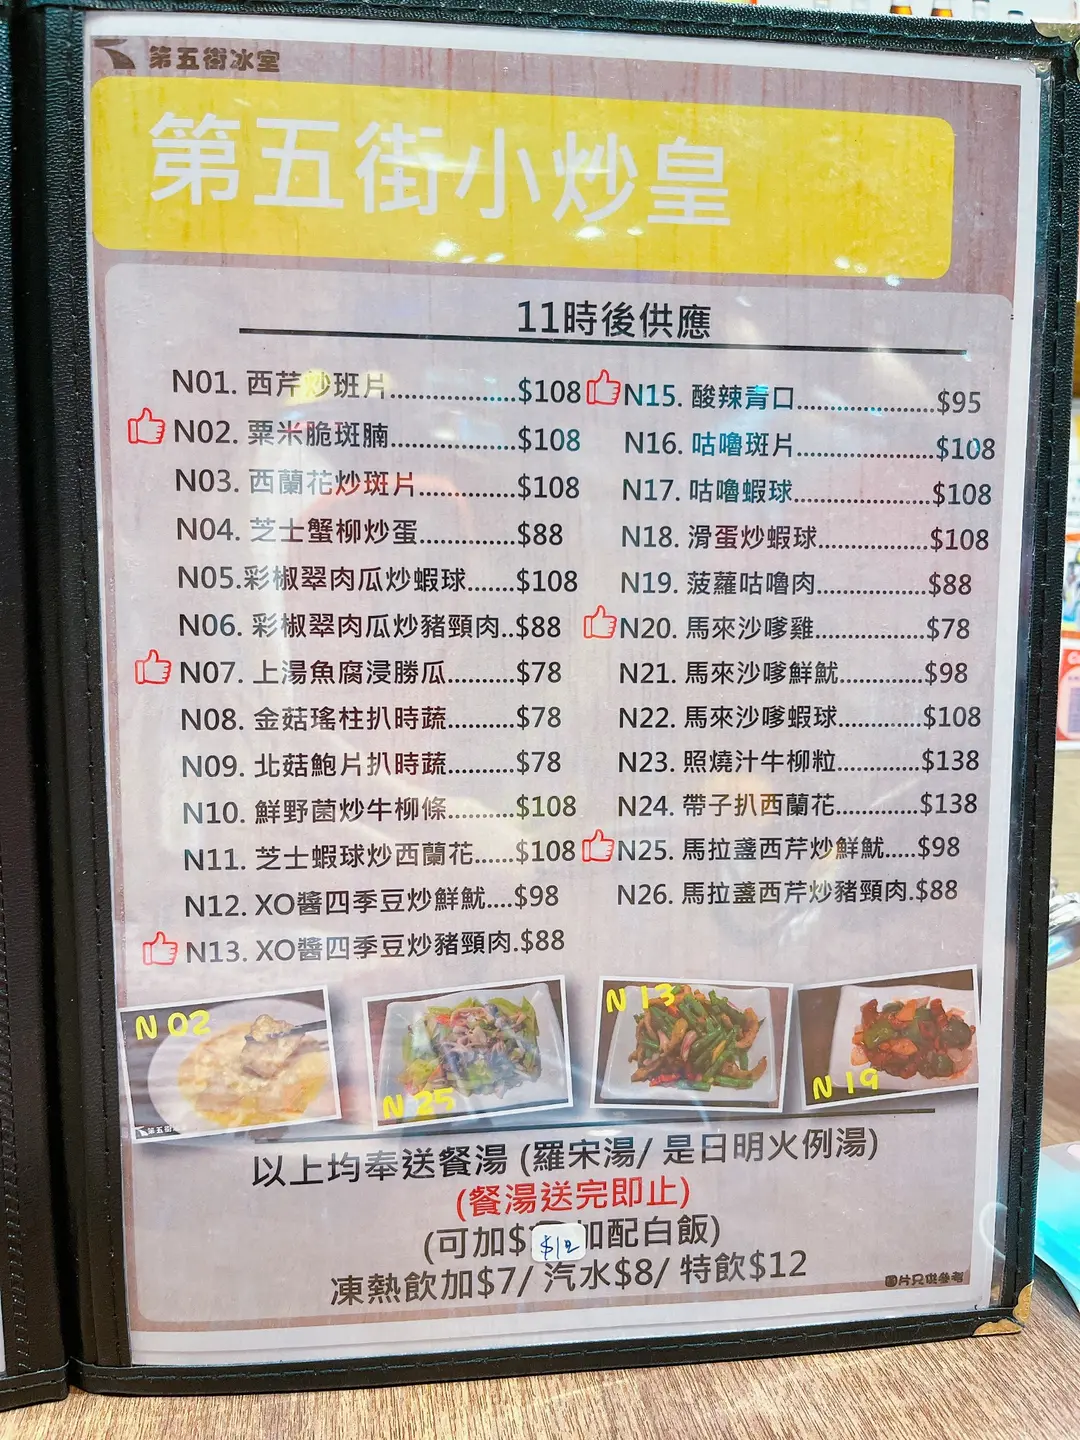 第五街冰室
第五街小炒皇
11時後供應
N01. 西芹炒班片................$108
N02. 粟米脆斑腩................$108
N03. 西蘭花炒斑片............$108
N04. 芝士蟹柳炒蛋............$88
N05.彩椒翠肉瓜炒蝦球......$108
N06. 彩椒翠肉瓜炒豬頸肉..$88
N07. 上湯魚腐浸勝瓜.........$78
N08. 金菇瑤柱扒時蔬.........$78
N09. 北菇鮑片扒時蔬.........$78
N10. 鮮野菌炒牛柳條.........$108
N11. 芝士蝦球炒西蘭花.....$108
N12. XO醬四季豆炒鮮魷....$98
N13. XO醬四季豆炒豬頸肉.$88
N15. 酸辣青口.....................$95
N16. 咕嚕斑片.....................$108
N17. 咕嚕蝦球.....................$108
N18. 滑蛋炒蝦球.................$108
N19. 菠蘿咕嚕肉.................$88
N20. 馬來沙嗲雞.................$78
N21. 馬來沙嗲鮮魷.............$98
N22. 馬來沙嗲蝦球.............$108
N23. 照燒汁牛柳粒.............$138
N24. 帶子扒西蘭花.............$138
N25. 馬拉盞西芹炒鮮魷.....$98
N26. 馬拉盞西芹炒豬頸肉.$88
N 02
N 25
N 13
N 19
第五街
以上均奉送餐湯 (羅宋湯/ 是日明火例湯)
(餐湯送完即止)
(可加$ $12 加配白飯)
凍熱飲加$7/ 汽水$8/ 特飲$12
圖片只供參考